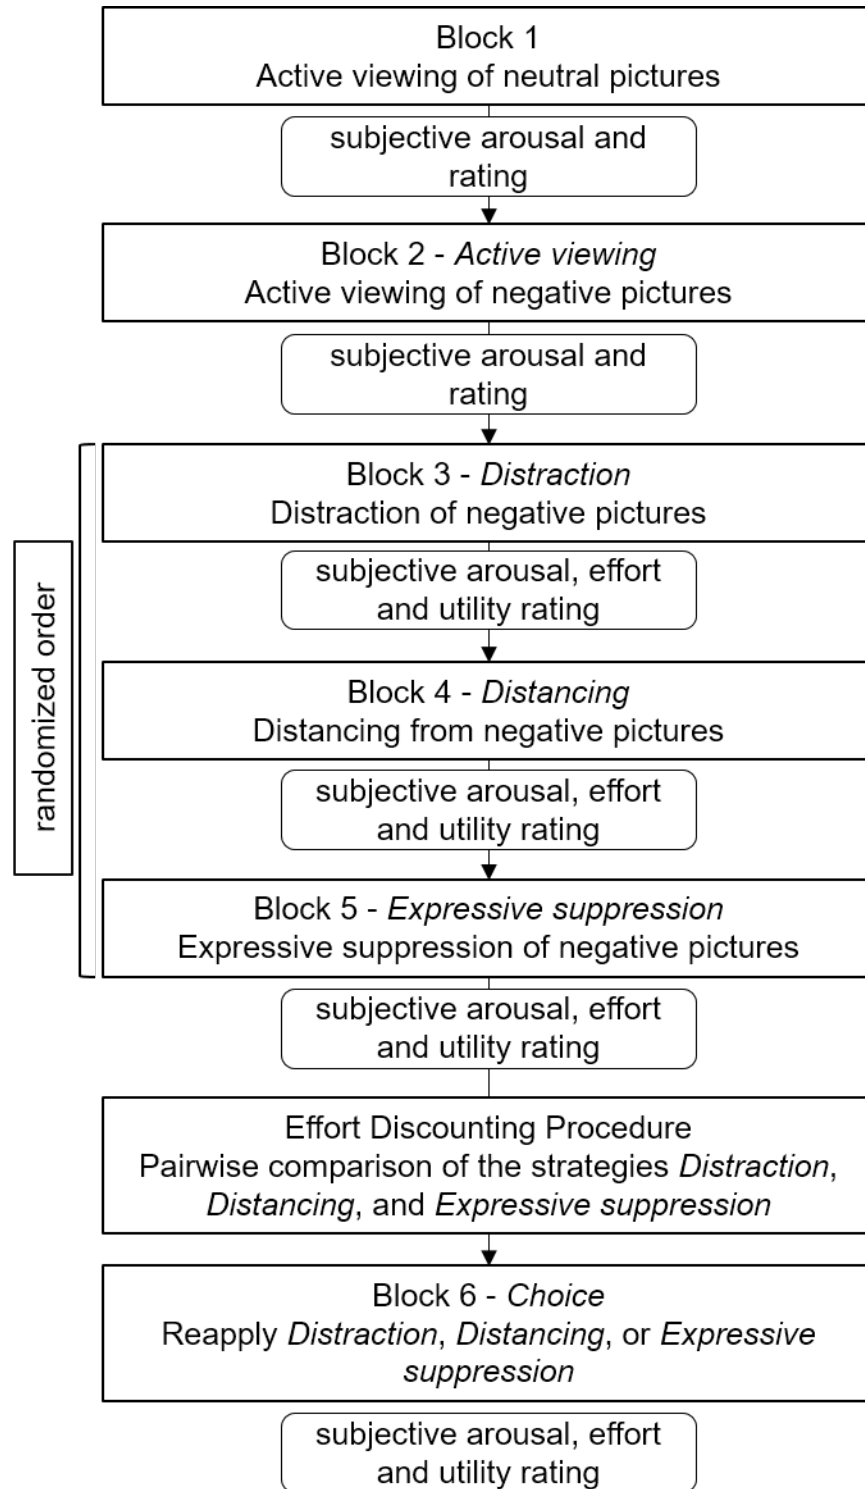 Block 1
Active viewing of neutral pictures
subjective arousal and
rating
Block 2 - Active viewing
Active viewing of negative pictures
subjective arousal and
rating
randomized order
Block 3 - Distraction
Distraction of negative pictures
subjective arousal, effort
and utility rating
Block 4 - Distancing
Distancing from negative pictures
subjective arousal, effort
and utility rating
Block 5 - Expressive suppression
Expressive suppression of negative pictures
subjective arousal, effort
and utility rating
Effort Discounting Procedure
Pairwise comparison of the strategies Distraction,
Distancing, and Expressive suppression
Block 6 - Choice
Reapply Distraction, Distancing, or Expressive
suppression
subjective arousal, effort
and utility rating